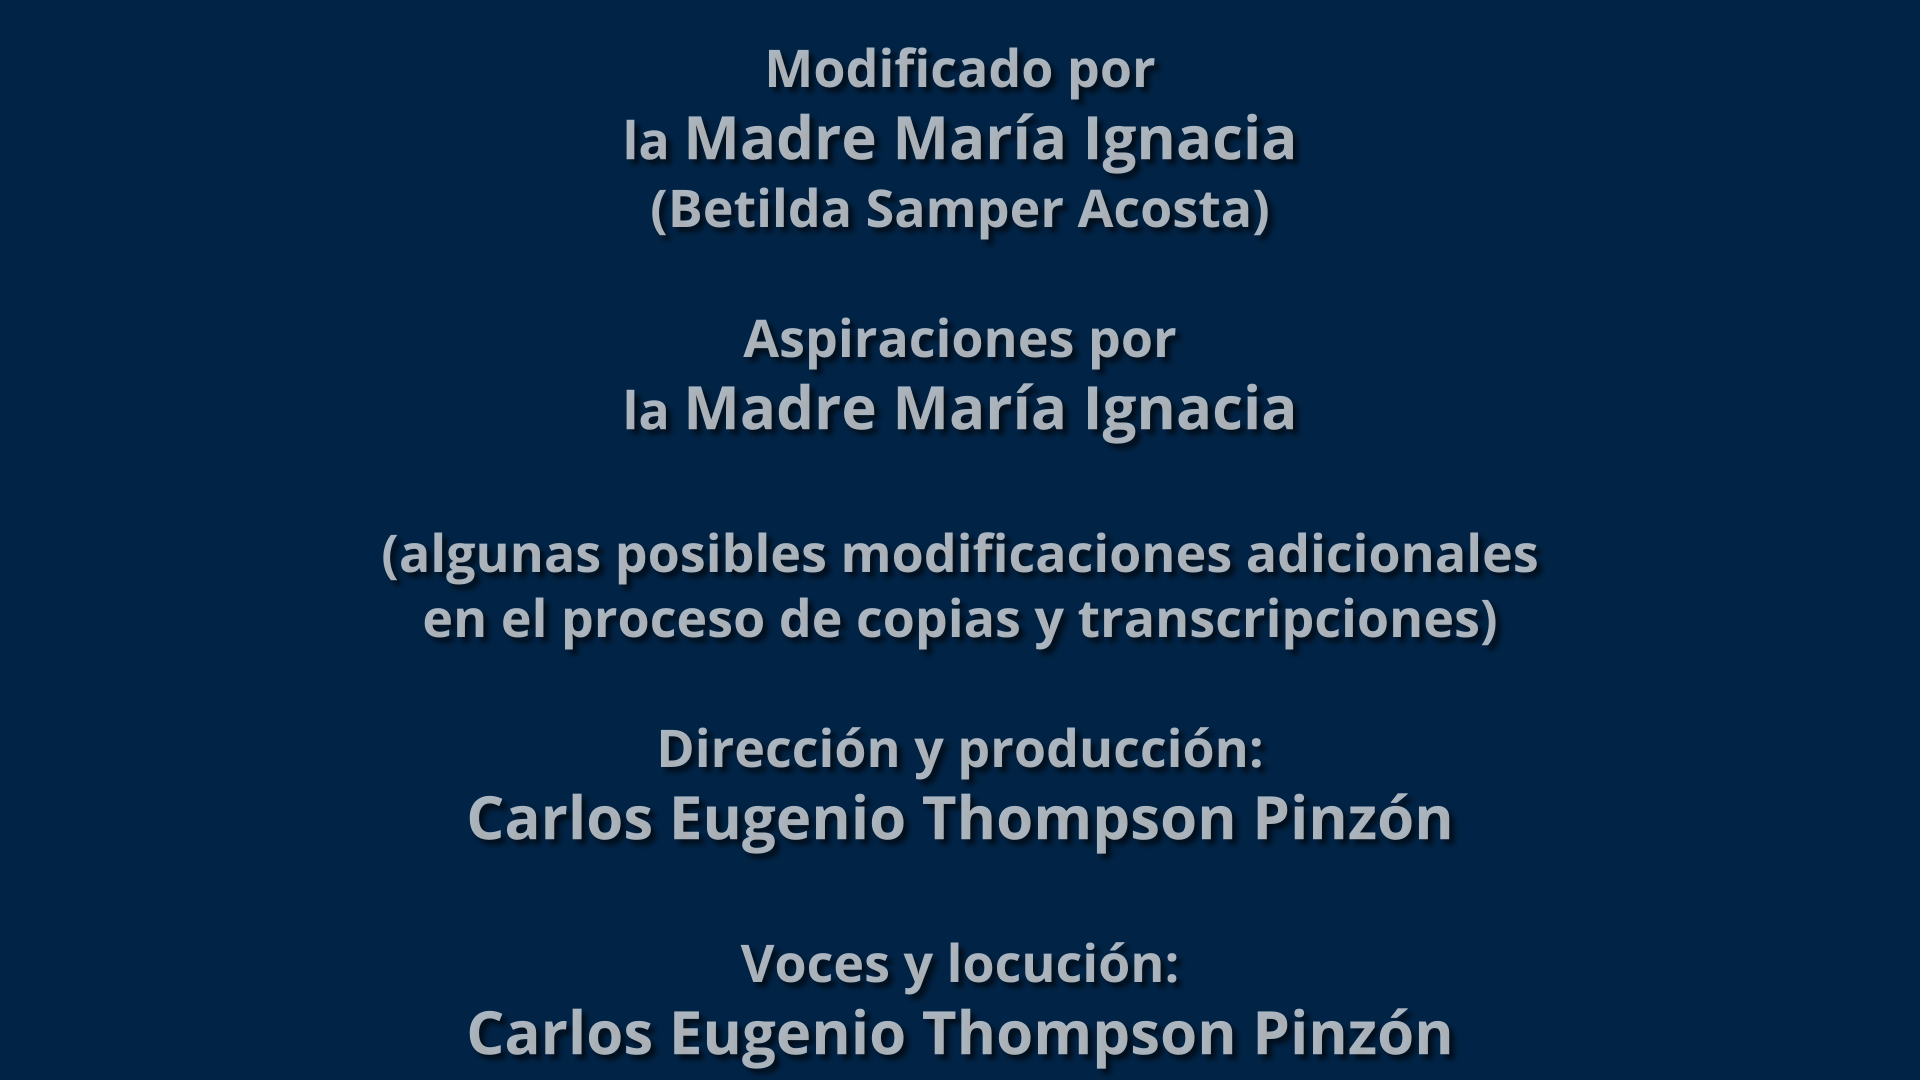 Modificado por
la Madre María Ignacia
(Betilda Samper Acosta)
Aspiraciones por
la Madre María Ignacia
(algunas posibles modificaciones adicionales
en el proceso de copias y transcripciones)
Dirección y producción:
Carlos Eugenio Thompson Pinzón
Voces y locución:
Carlos Eugenio Thompson Pinzón